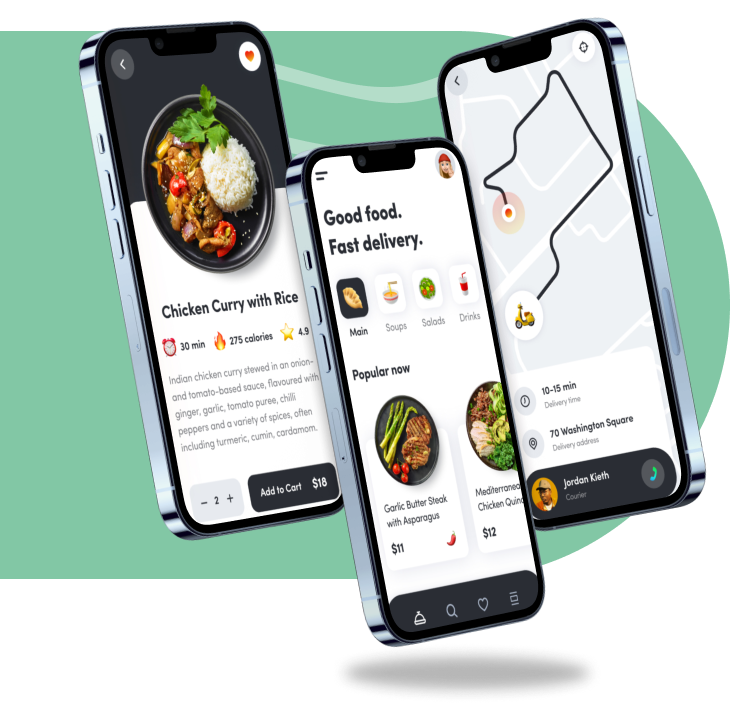 Chicken Curry with Rice
30 min
275 calories
4.9
Indian chicken curry stewed in an onion-
and tomato-based sauce, flavoured with
ginger, garlic, tomato puree, chilli
peppers and a variety of spices, often
including turmeric, cumin, cardamom.
− 2 +
Add to Cart $18
Good food.
Fast delivery.
Main
Soups
Salads
Drinks
Popular now
Garlic Butter Steak
with Asparagus
$11
Mediterranean
Chicken
$12
10-15 min
Delivery time
70 Washington Square
Delivery address
Jordan Kieth
Courier